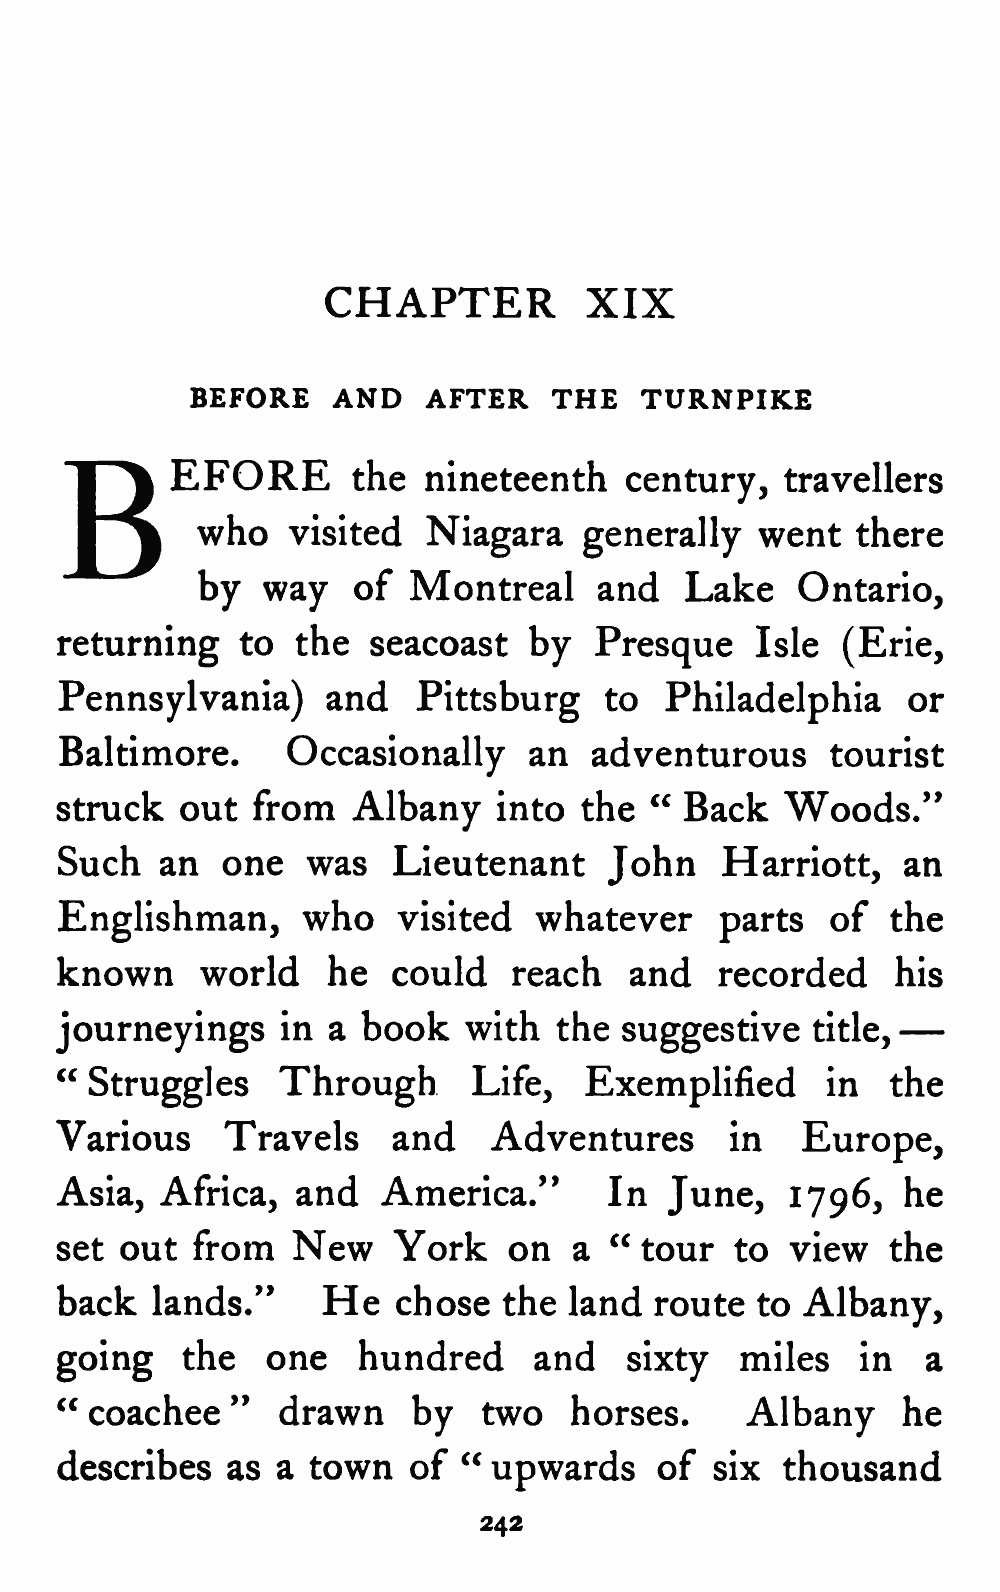 CHAPTER XIX
BEFORE AND AFTER THE TURNPIKE
BEFORE the nineteenth century, travellers
who visited Niagara generally went there
by way of Montreal and Lake Ontario,
returning to the seacoast by Presque Isle (Erie,
Pennsylvania) and Pittsburg to Philadelphia or
Baltimore. Occasionally an adventurous tourist
struck out from Albany into the “ Back Woods.”
Such an one was Lieutenant John Harriott, an
Englishman, who visited whatever parts of the
known world he could reach and recorded his
journeyings in a book with the suggestive title, —
“ Struggles Through Life, Exemplified in the
Various Travels and Adventures in Europe,
Asia, Africa, and America.” In June, 1796, he
set out from New York on a “ tour to view the
back lands.” He chose the land route to Albany,
going the one hundred and sixty miles in a
“ coachee ” drawn by two horses. Albany he
describes as a town of “ upwards of six thousand
242